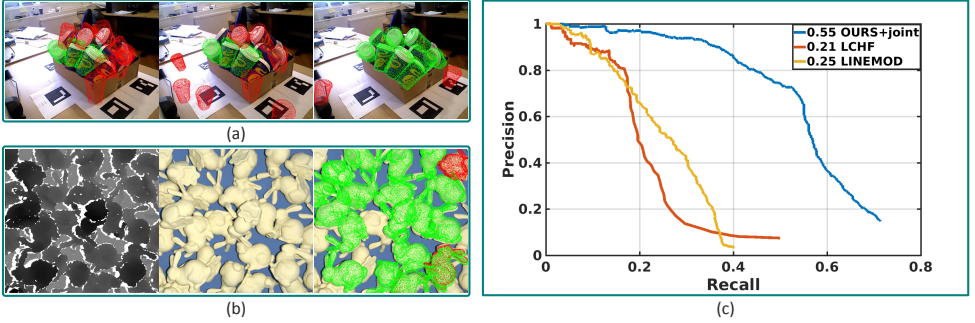 (a)
(b)
1
0.8
0.6
0.4
0.2
0
Precision
0.55 OURS+joint
0.21 LCHF
0.25 LINEMOD
0
0.2
0.4
0.6
0.8
Recall
(c)